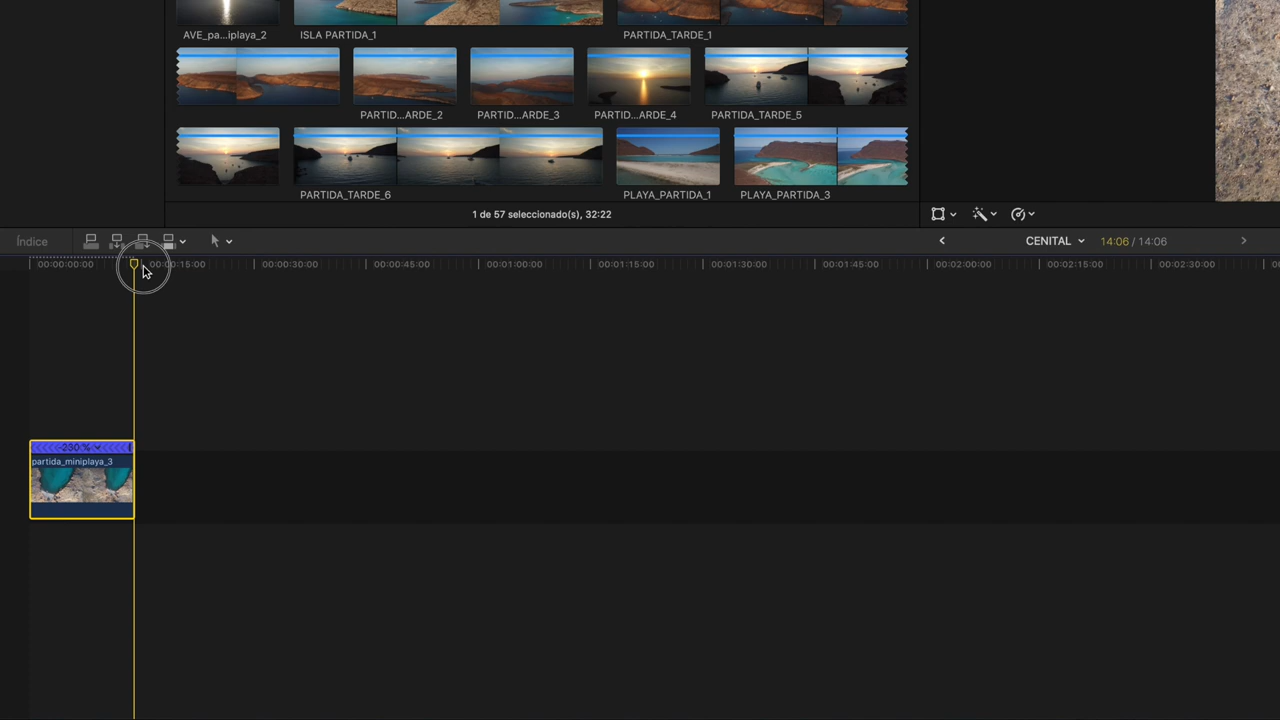 AVE_pa...iplaya_2 ISLA PARTIDA_1 PARTIDA_TARDE_1
PARTID...ARDE_2 PARTID...ARDE_3 PARTID...ARDE_4 PARTIDA_TARDE_5
PARTIDA_TARDE_6 PLAYA_PARTIDA_1 PLAYA_PARTIDA_3
1 de 57 seleccionado(s), 32:22
Índice CENITAL 14:06 / 14:06
00:00:00:00 00:00:15:00 00:00:30:00 00:00:45:00 00:01:00:00 00:01:15:00 00:01:30:00 00:01:45:00 00:02:00:00 00:02:15:00 00:02:30:00
-230 %
partida_miniplaya_3